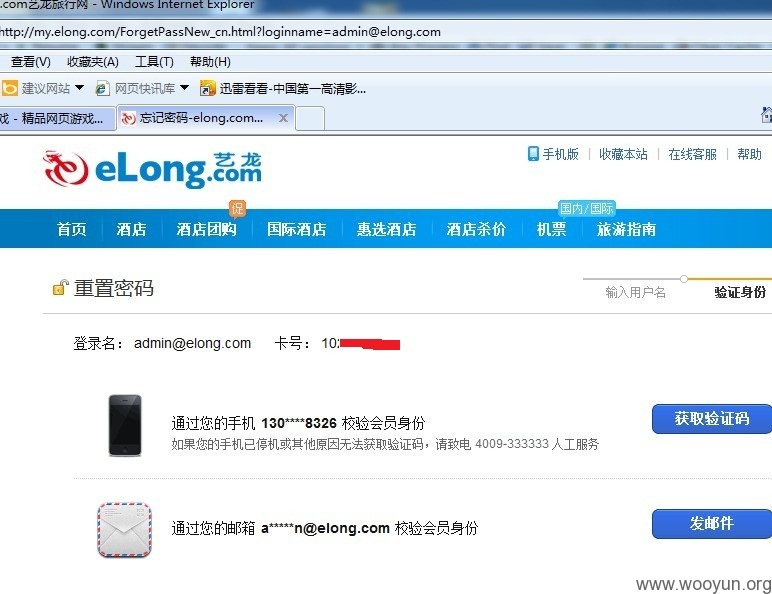 .com艺龙旅行网 - Windows Internet Explorer
http://my.elong.com/ForgetPassNew_cn.html?loginname=admin@elong.com
查看(V) 收藏夹(A) 工具(T) 帮助(H)
建议网站 网页快讯库 迅雷看看-中国第一高清影...
戏 - 精品网页游戏... 忘记密码-elong.com... X
手机版 收藏本站 在线客服 帮助
eLong艺龙.com
促 国内/国际
首页 酒店 酒店团购 国际酒店 惠选酒店 酒店杀价 机票 旅游指南
重置密码
输入用户名 验证身份
登录名： admin@elong.com 卡号： 10
通过您的手机 130****8326 校验会员身份
获取验证码
如果您的手机已停机或其他原因无法获取验证码，请致电 4009-333333 人工服务
通过您的邮箱 a*****n@elong.com 校验会员身份
发邮件
www.wooyun.org